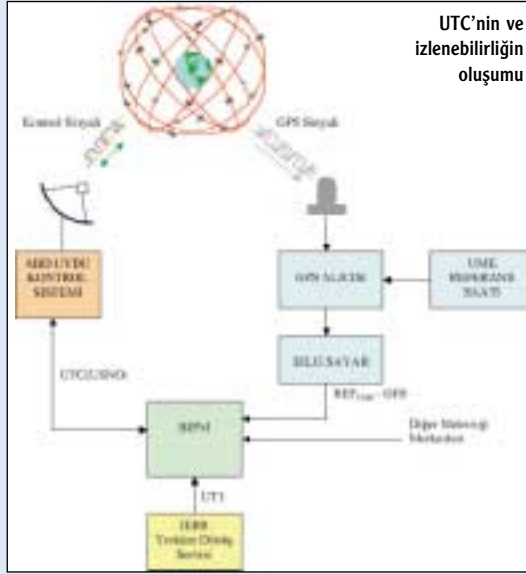 UTC’nin ve
izlenebilirliğin
oluşumu
Kontrol Sinyali
GPS Sinyali
ABD UYDU
KONTROL
SİSTEMİ
GPS ALICISI
UME
REFERANS
SAATİ
BİLGİSAYAR
UTC(USNO)
- GPS
BIPM
Diğer Metroloji
Merkezleri
UT1
IERS
Yerküre Dönüş
Servisi